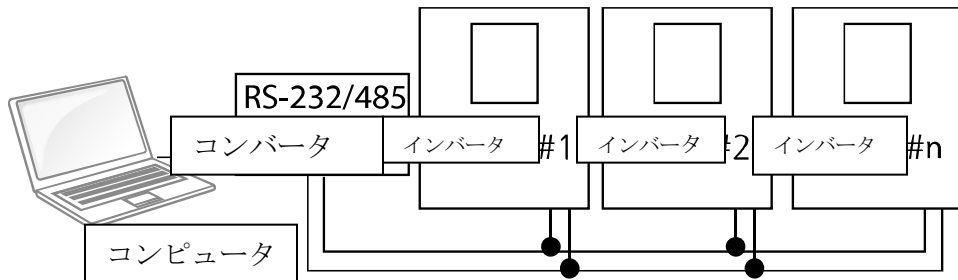 RS-232/485
コンバータ
インバータ #1
インバータ #2
インバータ #n
コンピュータ